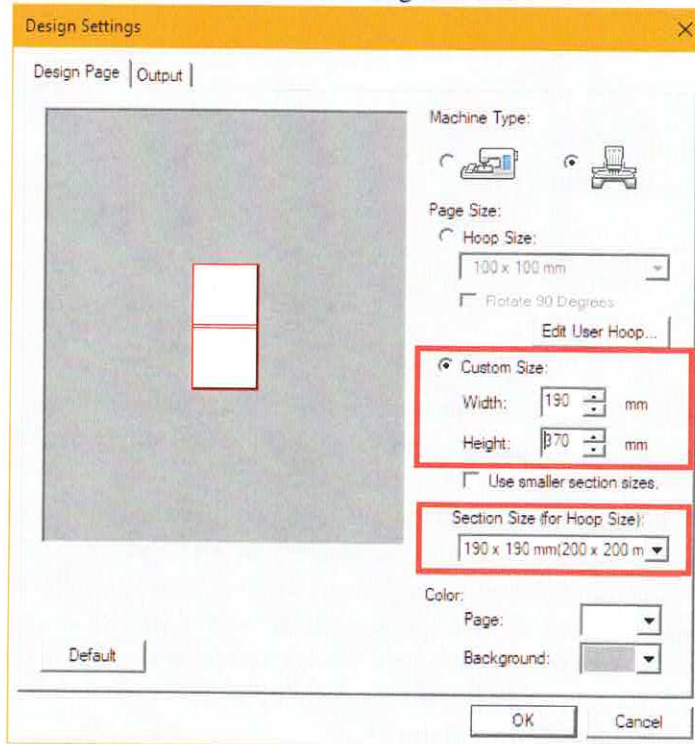 Design Settings
Design Page Output
Machine Type:
Page Size:
Hoop Size:
100 x 100 mm
Rotate 90 Degrees
Edit User Hoop...
Custom Size:
Width: 190 mm
Height: 370 mm
Use smaller section sizes.
Section Size (for Hoop Size):
190 x 190 mm(200 x 200 m
Color:
Page:
Background:
Default
OK Cancel